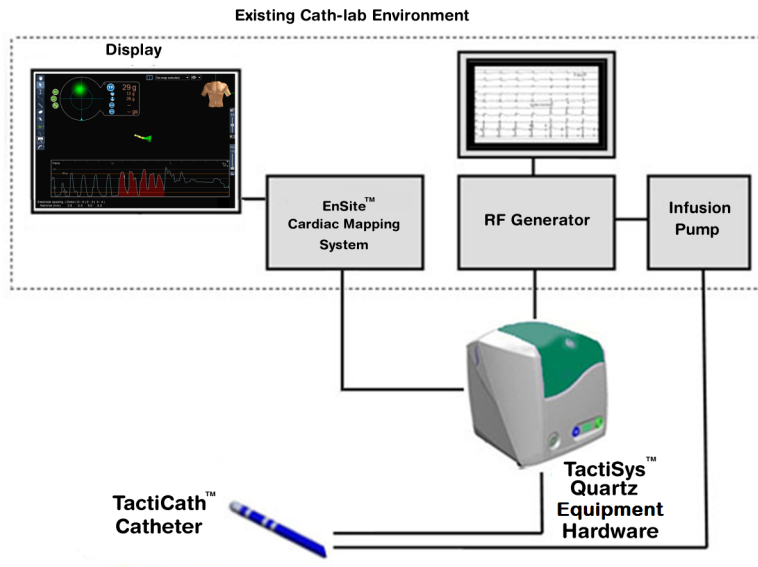 Existing Cath-lab Environment
Display
29 g
EnSite™
Cardiac Mapping
System
RF Generator
Infusion
Pump
TactiCath™
Catheter
TactiSys™
Quartz
Equipment
Hardware